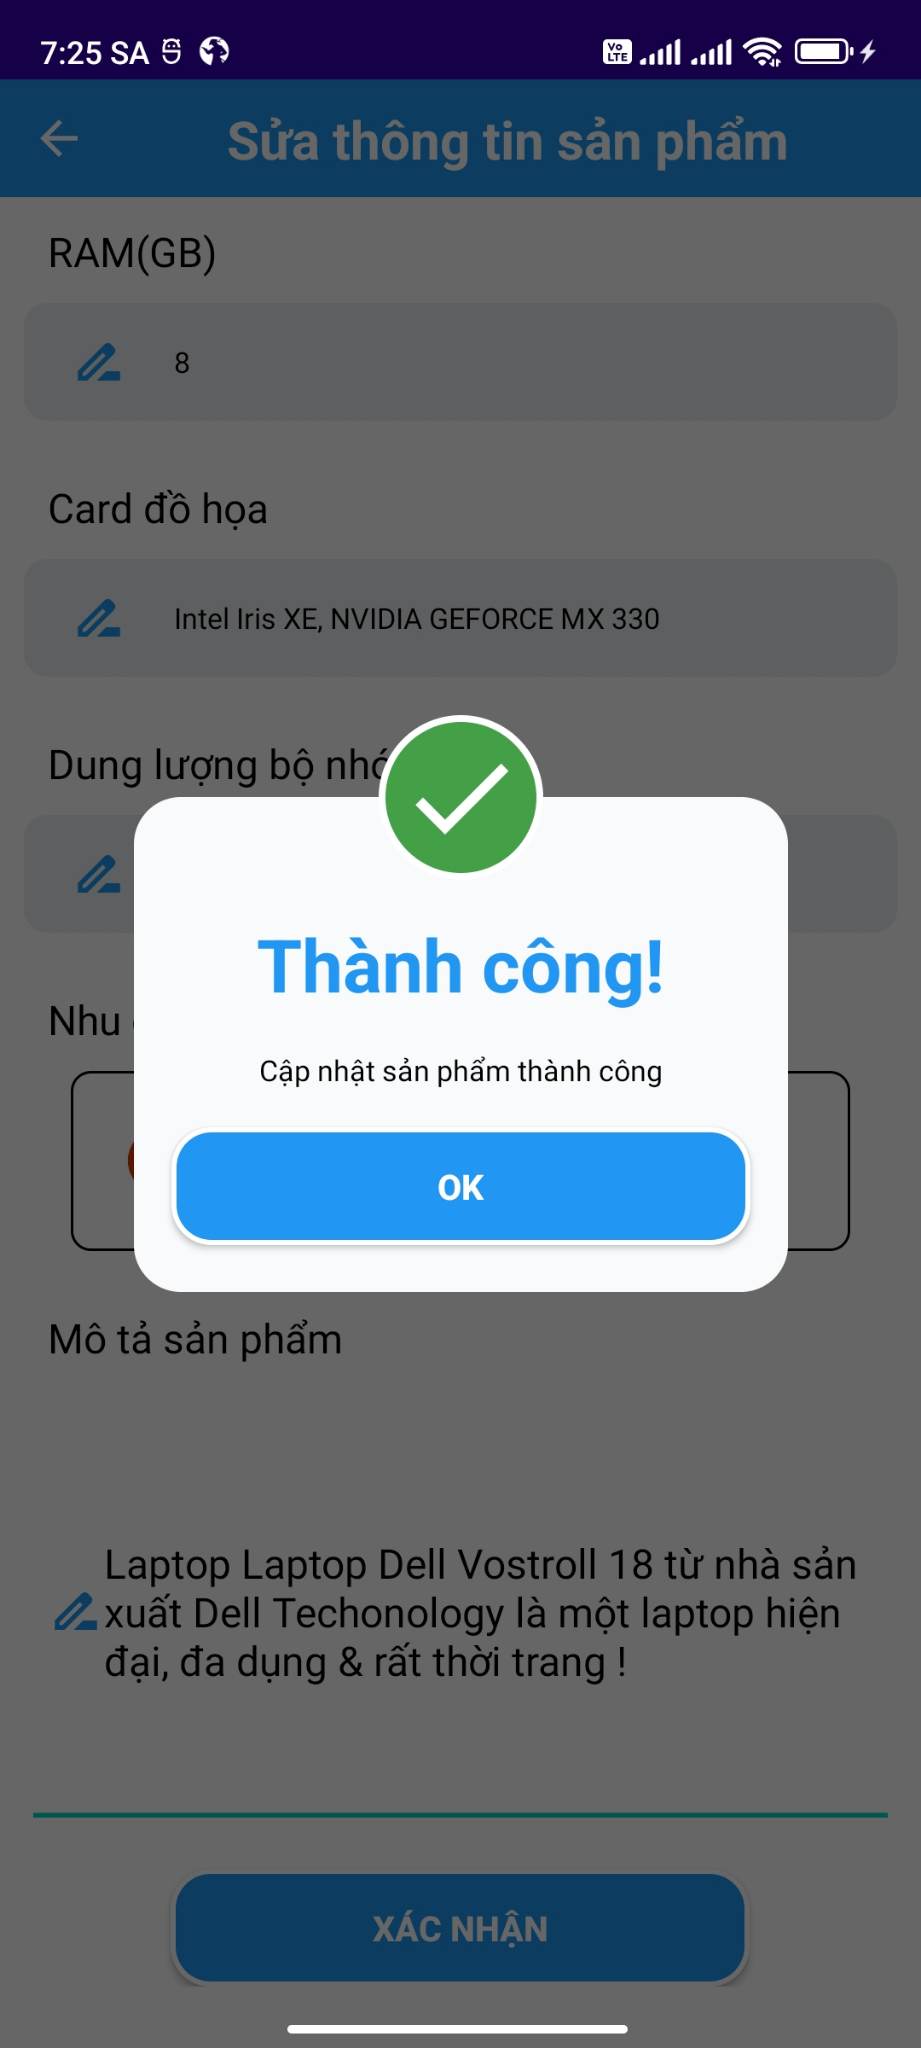 7:25 SA
Vo
LTE
Sửa thông tin sản phẩm
RAM(GB)
8
Card đồ họa
Intel Iris XE, NVIDIA GEFORCE MX 330
Dung lượng bộ nhớ
Thành công!
Nhu
Cập nhật sản phẩm thành công
OK
Mô tả sản phẩm
Laptop Laptop Dell Vostroll 18 từ nhà sản
xuất Dell Techonology là một laptop hiện
đại, đa dụng & rất thời trang !
XÁC NHẬN